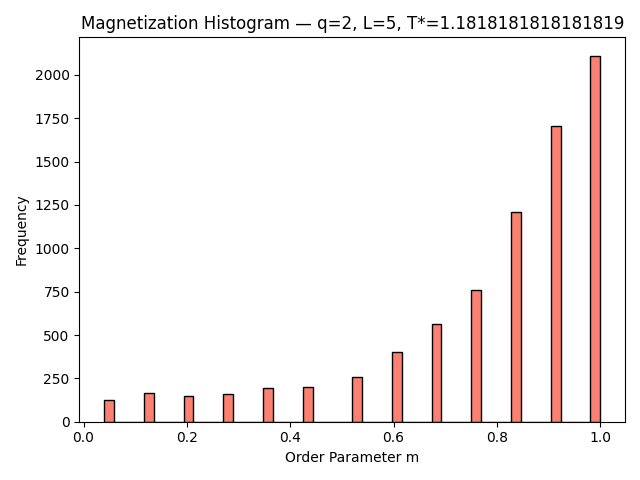 Magnetization Histogram — q=2, L=5, T*=1.1818181818181819
Frequency
2000
1750
1500
1250
1000
750
500
250
0
0.0 0.2 0.4 0.6 0.8 1.0
Order Parameter m